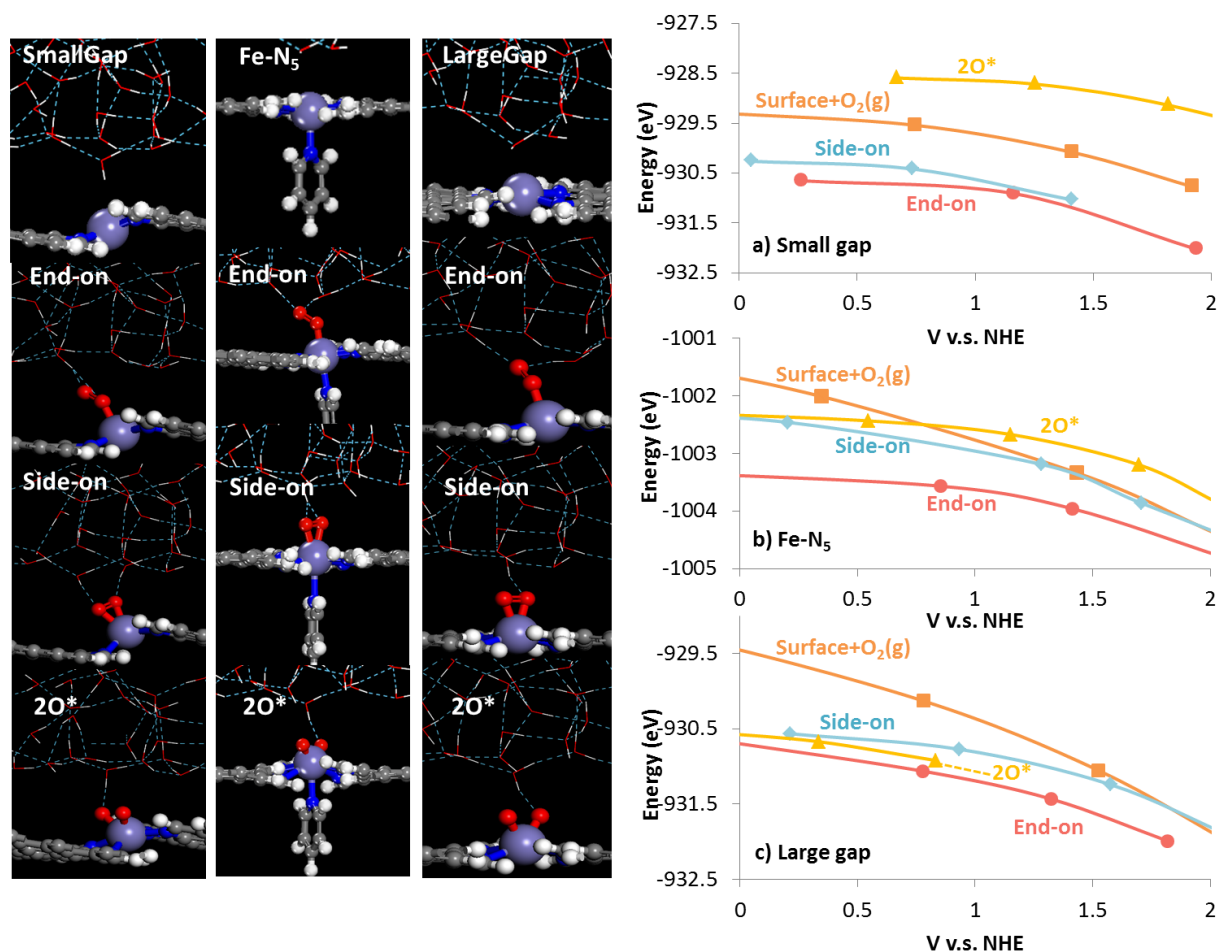 SmallGap
Fe-N5
LargeGap
End-on
End-on
End-on
Side-on
Side-on
Side-on
2O*
2O*
2O*
Energy (eV)
-927.5
-928.5
-929.5
-930.5
-931.5
-932.5
2O*
Surface+O2(g)
Side-on
End-on
a) Small gap
0
0.5
1
1.5
2
V v.s. NHE
Energy (eV)
-1001
-1002
-1003
-1004
-1005
Surface+O2(g)
2O*
Side-on
End-on
b) Fe-N5
0
0.5
1
1.5
2
V v.s. NHE
Energy (eV)
-929.5
-930.5
-931.5
-932.5
Surface+O2(g)
Side-on
2O*
End-on
c) Large gap
0
0.5
1
1.5
2
V v.s. NHE